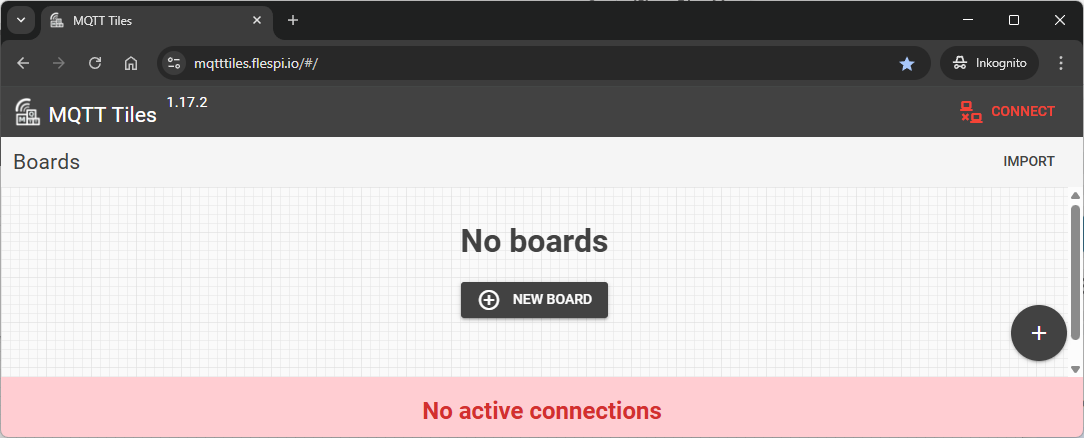 MQTT Tiles
mqtttiles.flespi.io/#/
Inkognito
MQTT Tiles 1.17.2
CONNECT
Boards
IMPORT
No boards
NEW BOARD
No active connections